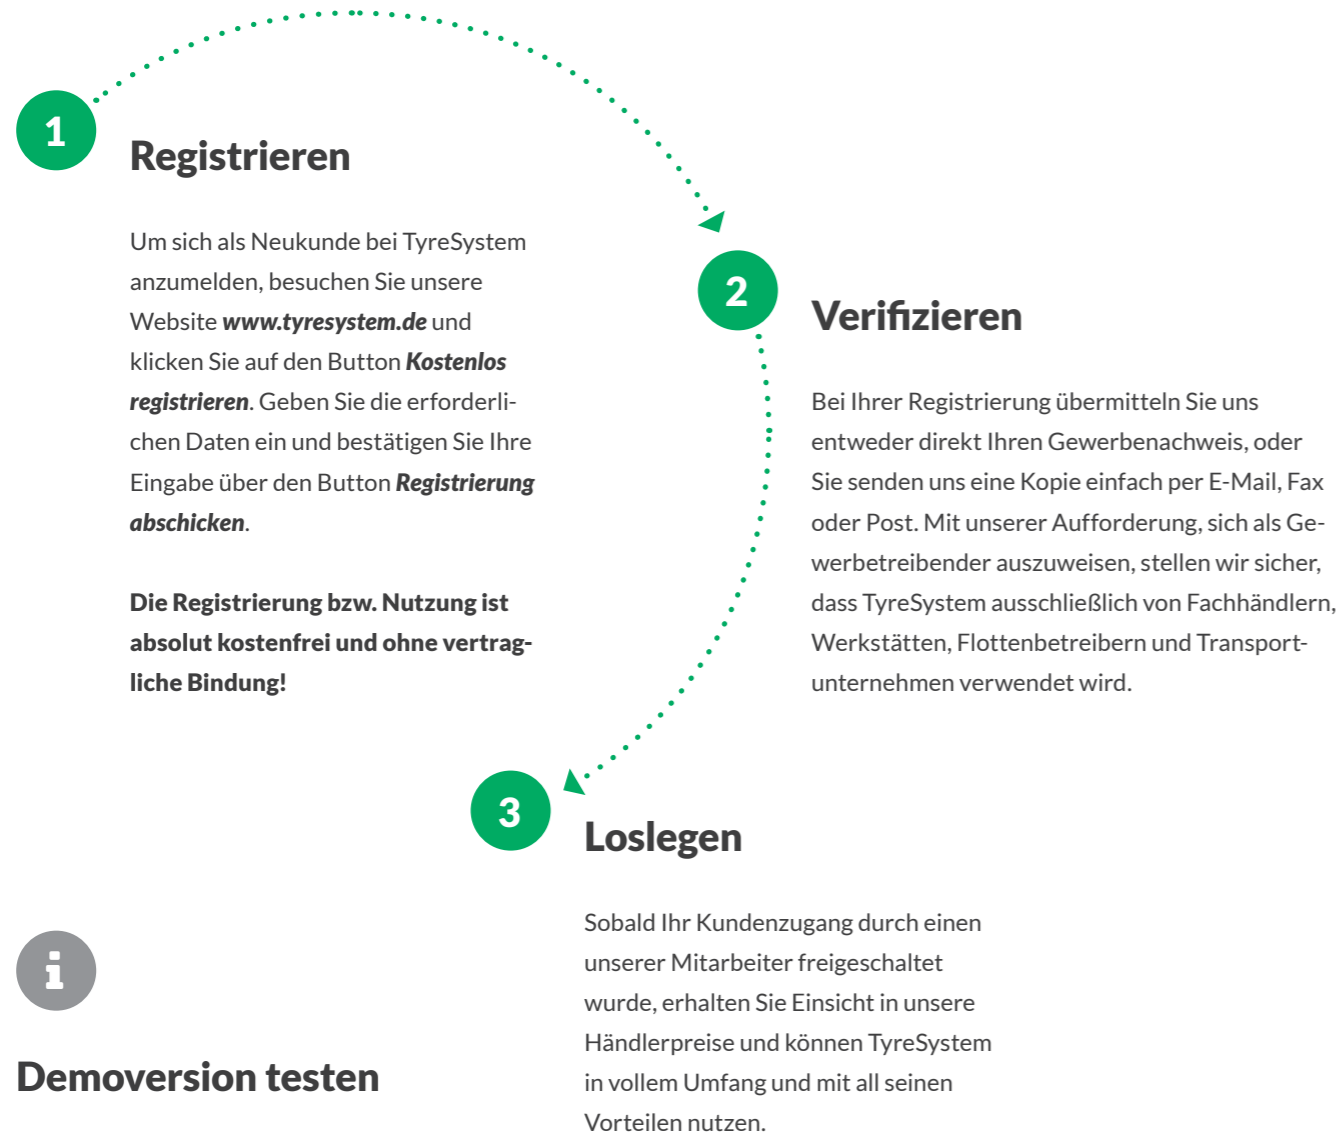 1
Registrieren
Um sich als Neukunde bei TyreSystem
anzumelden, besuchen Sie unsere
Website www.tyresystem.de und
klicken Sie auf den Button Kostenlos
registrieren. Geben Sie die erforderli-
chen Daten ein und bestätigen Sie Ihre
Eingabe über den Button Registrierung
abschicken.
Die Registrierung bzw. Nutzung ist
absolut kostenfrei und ohne vertrag-
liche Bindung!
2
Verifizieren
Bei Ihrer Registrierung übermitteln Sie uns
entweder direkt Ihren Gewerbenachweis, oder
Sie senden uns eine Kopie einfach per E-Mail, Fax
oder Post. Mit unserer Aufforderung, sich als Ge-
werbetreibender auszuweisen, stellen wir sicher,
dass TyreSystem ausschließlich von Fachhändlern,
Werkstätten, Flottenbetreibern und Transport-
unternehmen verwendet wird.
3
Loslegen
Sobald Ihr Kundenzugang durch einen
unserer Mitarbeiter freigeschaltet
wurde, erhalten Sie Einsicht in unsere
Händlerpreise und können TyreSystem
in vollem Umfang und mit all seinen
Vorteilen nutzen.
i
Demoversion testen